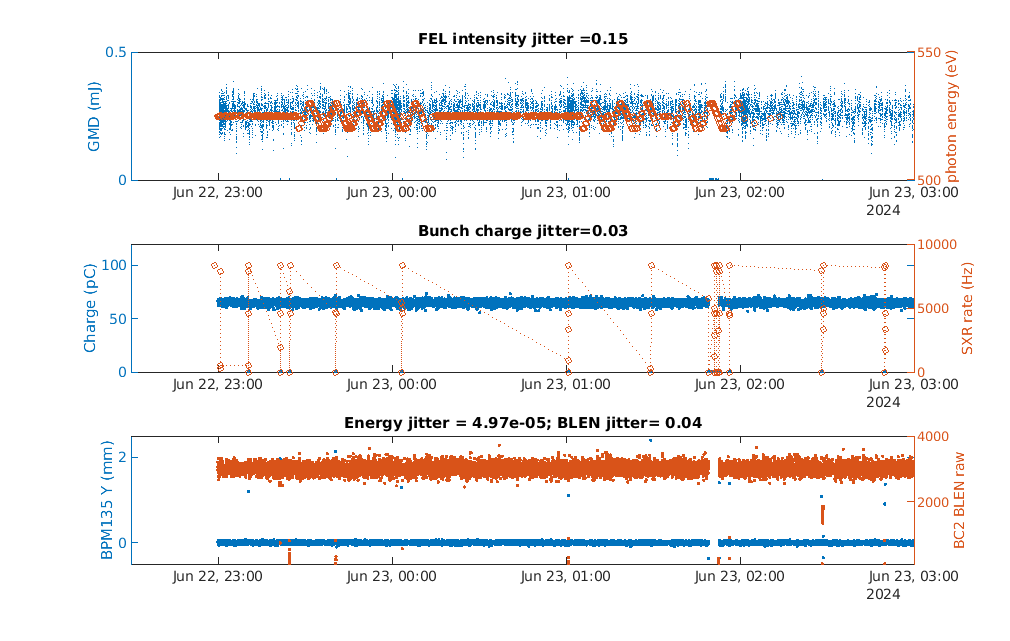 FEL intensity jitter =0.15
0.5
0
GMD (mJ)
550
500
photon energy (eV)
Jun 22, 23:00
Jun 23, 00:00
Jun 23, 01:00
Jun 23, 02:00
Jun 23, 03:00
2024
Bunch charge jitter=0.03
100
50
0
Charge (pC)
10000
5000
0
SXR rate (Hz)
Jun 22, 23:00
Jun 23, 00:00
Jun 23, 01:00
Jun 23, 02:00
Jun 23, 03:00
2024
Energy jitter = 4.97e-05; BLEN jitter= 0.04
2
0
BPM135 Y (mm)
4000
2000
BC2 BLEN raw
Jun 22, 23:00
Jun 23, 00:00
Jun 23, 01:00
Jun 23, 02:00
Jun 23, 03:00
2024